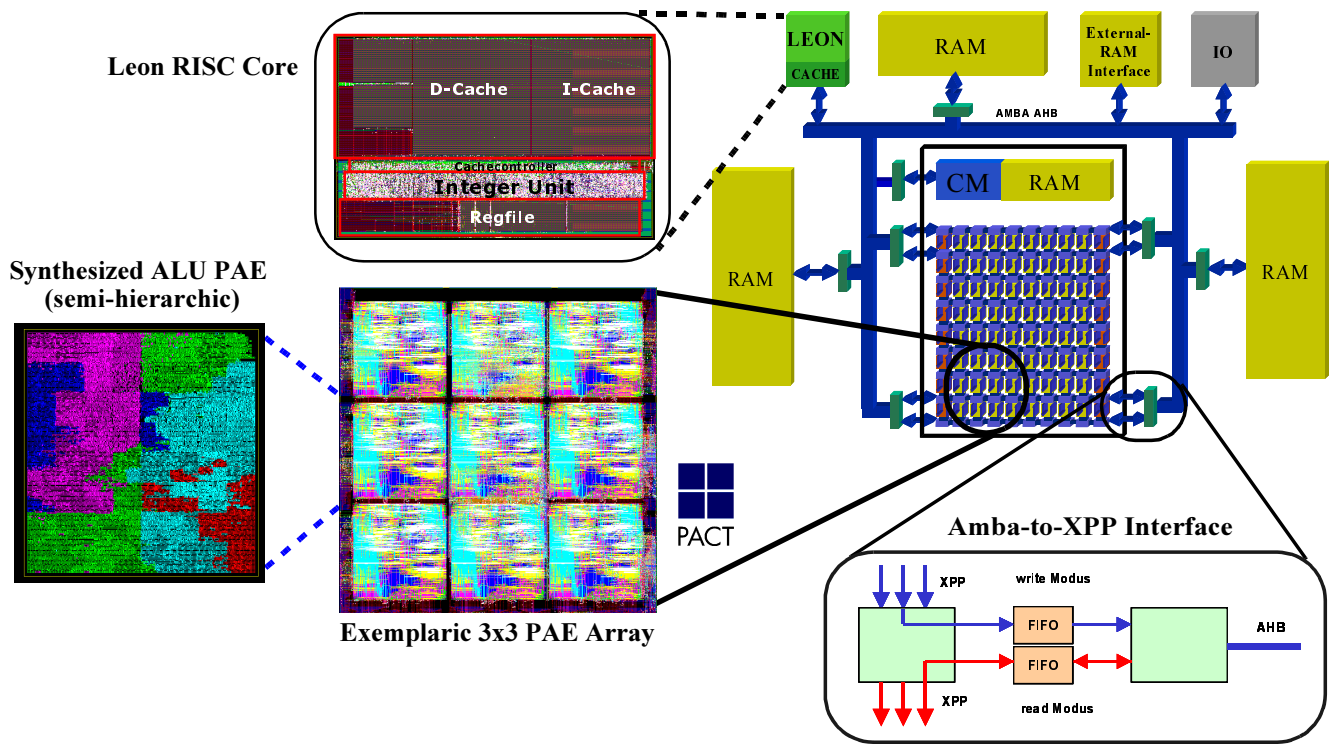 Leon RISC Core
D-Cache
I-Cache
Cachecontroller
Integer Unit
Regfile
LEON
CACHE
RAM
External-
RAM
Interface
IO
AMBA AHB
CM
RAM
RAM
RAM
Synthesized ALU PAE
(semi-hierarchic)
PACT
Exemplaric 3x3 PAE Array
Amba-to-XPP Interface
XPP
write Modus
FIFO
AHB
FIFO
XPP
read Modus